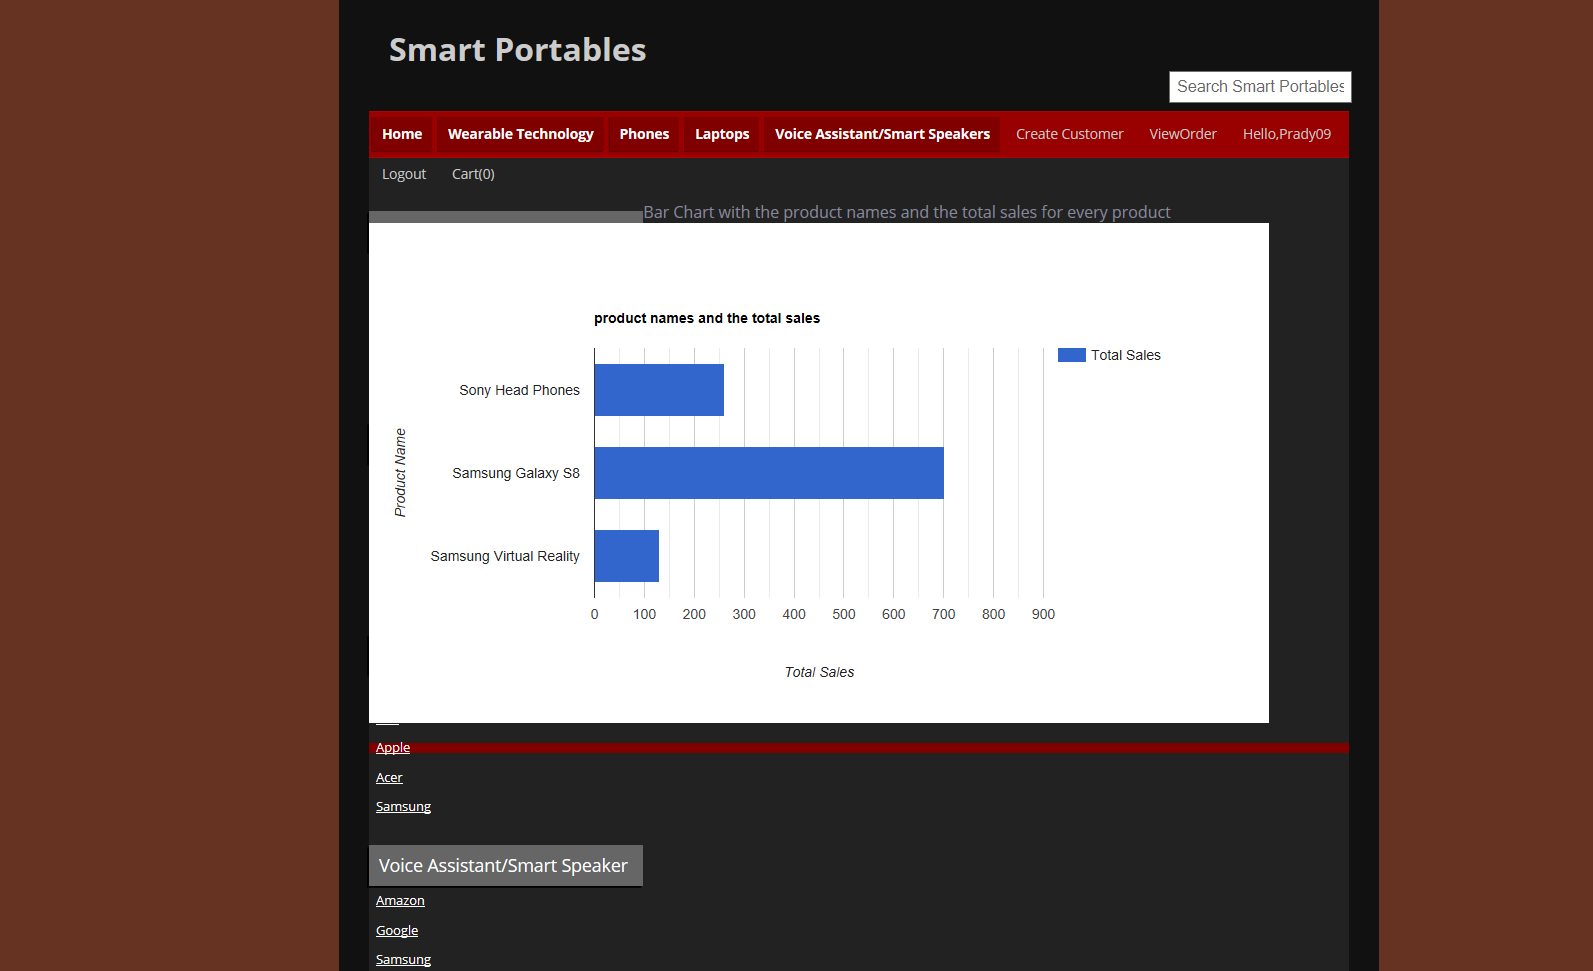 Smart Portables
Search Smart Portables
Home Wearable Technology Phones Laptops Voice Assistant/Smart Speakers Create Customer ViewOrder Hello,Prady09
Logout Cart(0)
Bar Chart with the product names and the total sales for every product
product names and the total sales
Total Sales
Sony Head Phones
Samsung Galaxy S8
Samsung Virtual Reality
Product Name
0 100 200 300 400 500 600 700 800 900
Total Sales
Apple
Acer
Samsung
Voice Assistant/Smart Speaker
Amazon
Google
Samsung